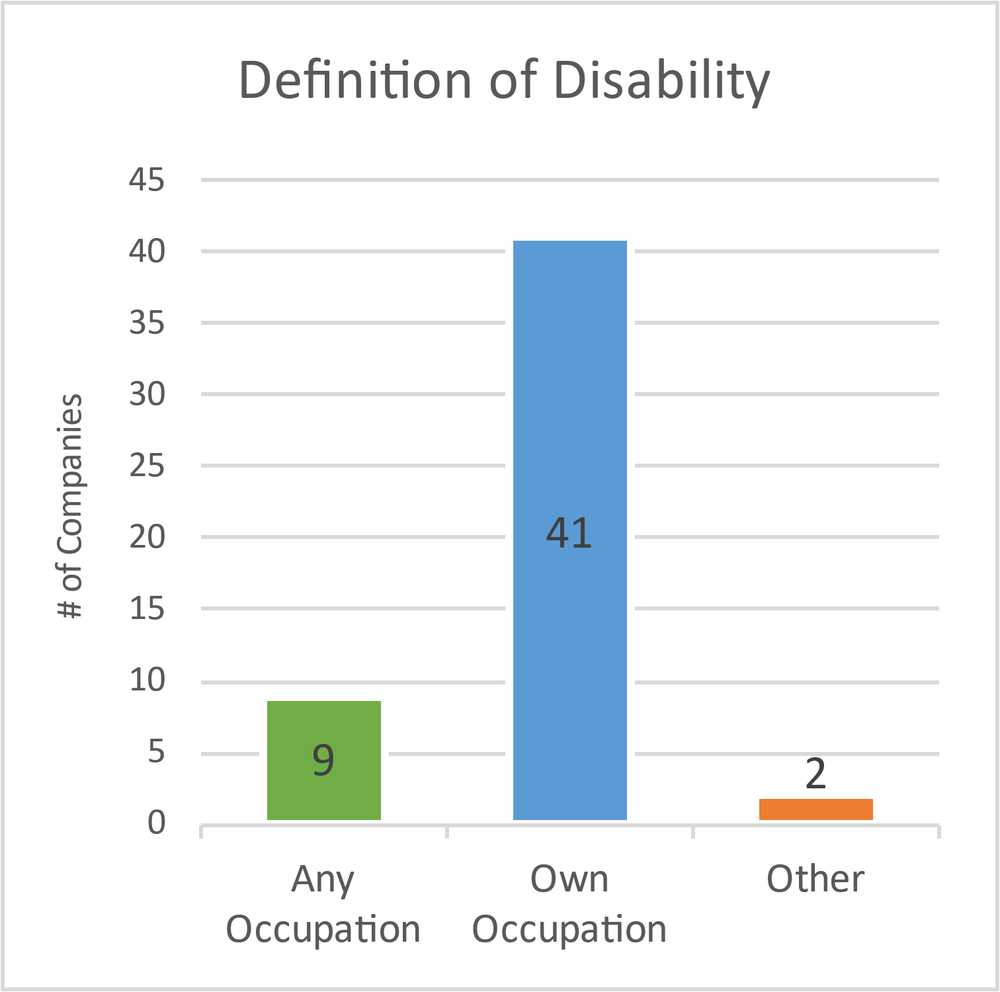 Definition of Disability
45
40
35
30
25
20
15
10
5
0
# of Companies
9
41
2
Any
Occupation
Own
Occupation
Other